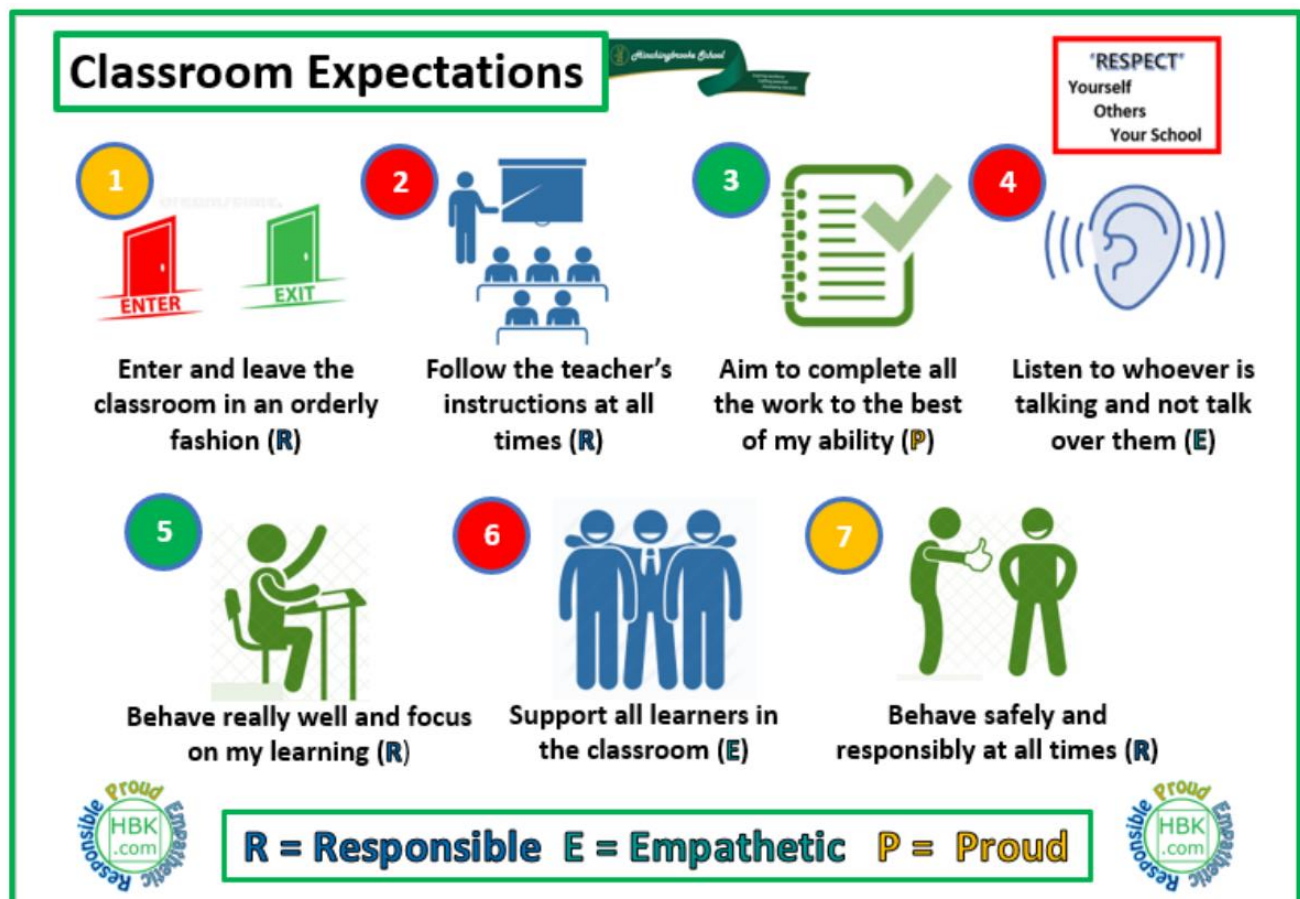 Classroom Expectations
Hinchingbrooke School
'RESPECT'
Yourself
Others
Your School
1
ENTER
EXIT
Enter and leave the
classroom in an orderly
fashion (R)
2
Follow the teacher's
instructions at all
times (R)
3
Aim to complete all
the work to the best
of my ability (P)
4
Listen to whoever is
talking and not talk
over them (E)
5
Behave really well and focus
on my learning (R)
6
Support all learners in
the classroom (E)
7
Behave safely and
responsibly at all times (R)
Responsible Proud Empathetic
HBK
.com
R = Responsible E = Empathetic P = Proud
Responsible Proud Empathetic
HBK
.com